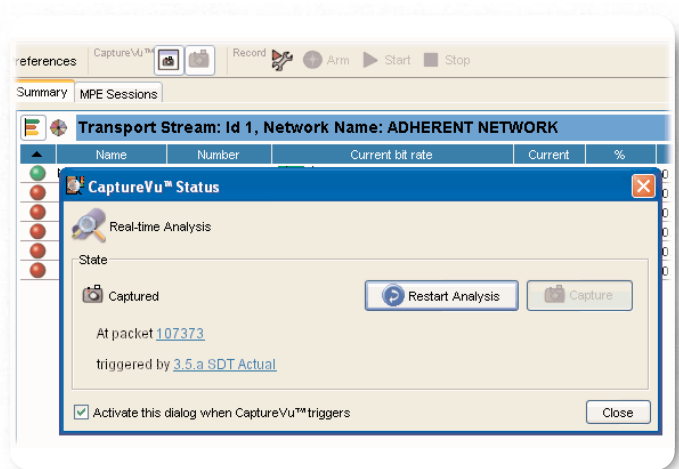 references CaptureVu™ Record Arm Start Stop
Summary MPE Sessions
Transport Stream: Id 1, Network Name: ADHERENT NETWORK
Name Number Current bit rate Current %
CaptureVu™ Status
Real-time Analysis
State
Captured Restart Analysis Capture
At packet 107373
triggered by 3.5.a SDT Actual
Activate this dialog when CaptureVu™ triggers Close